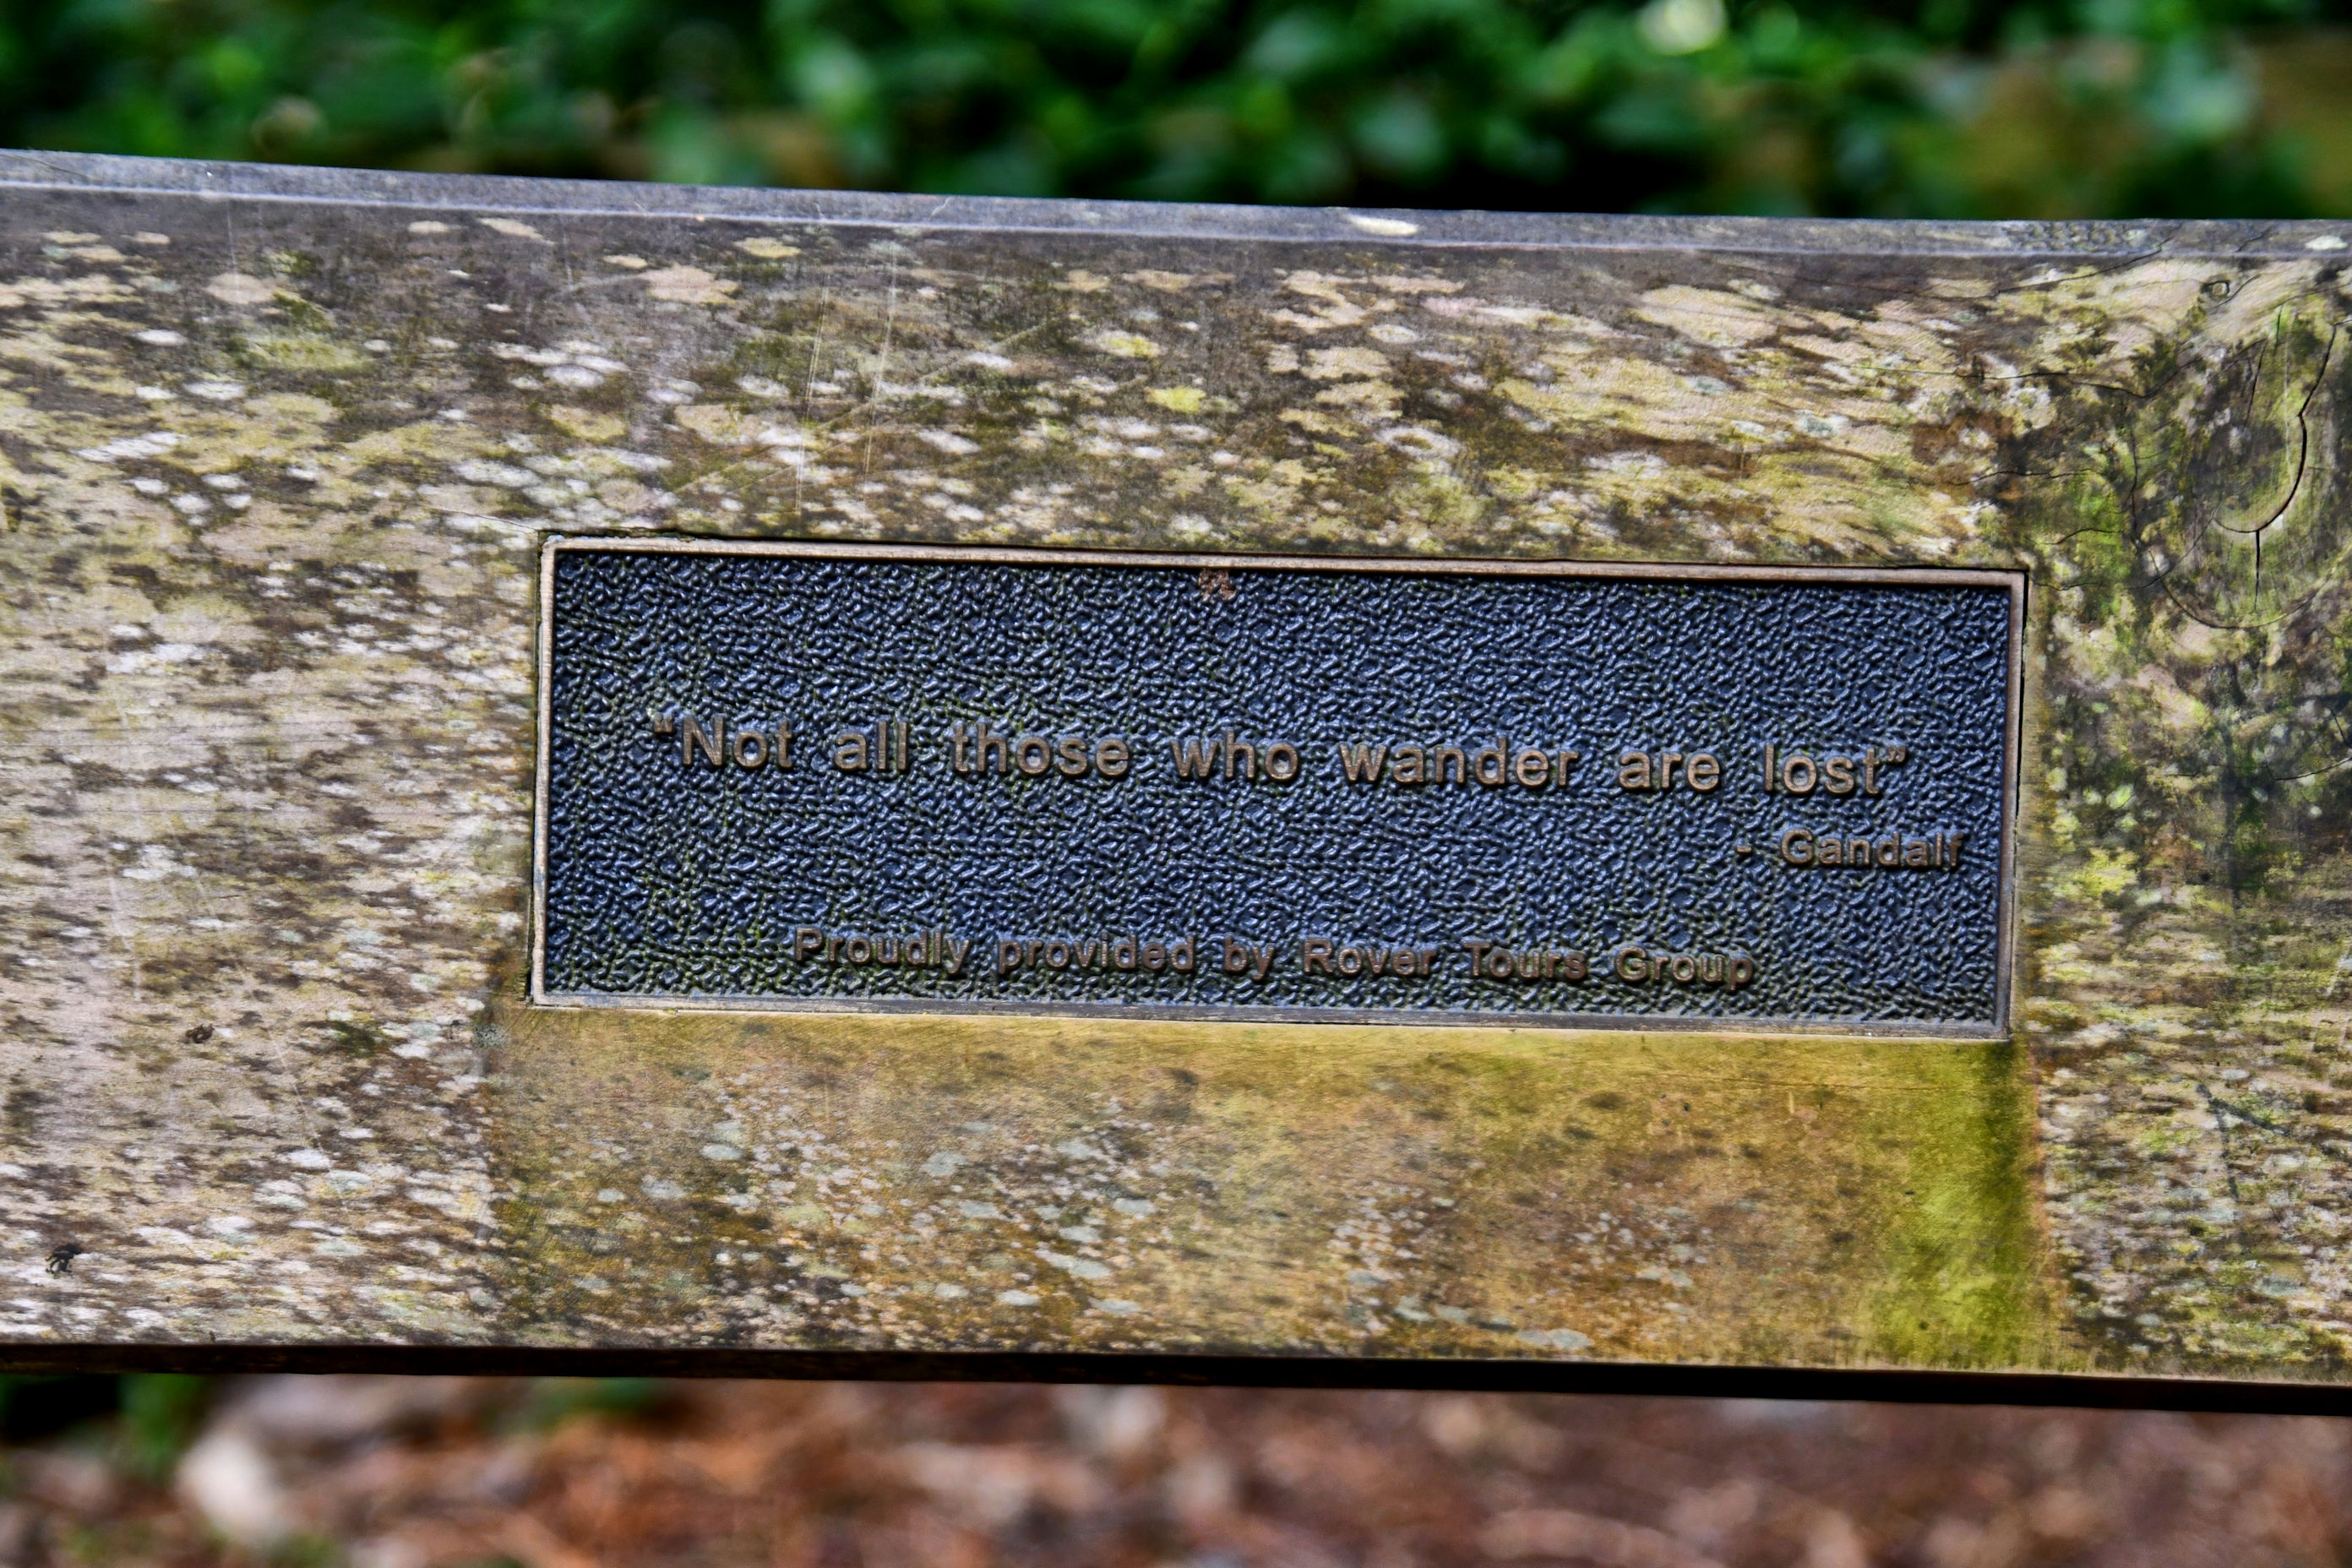 “Not all those who wander are lost”
- Gandalf
Proudly provided by Rover Tours Group